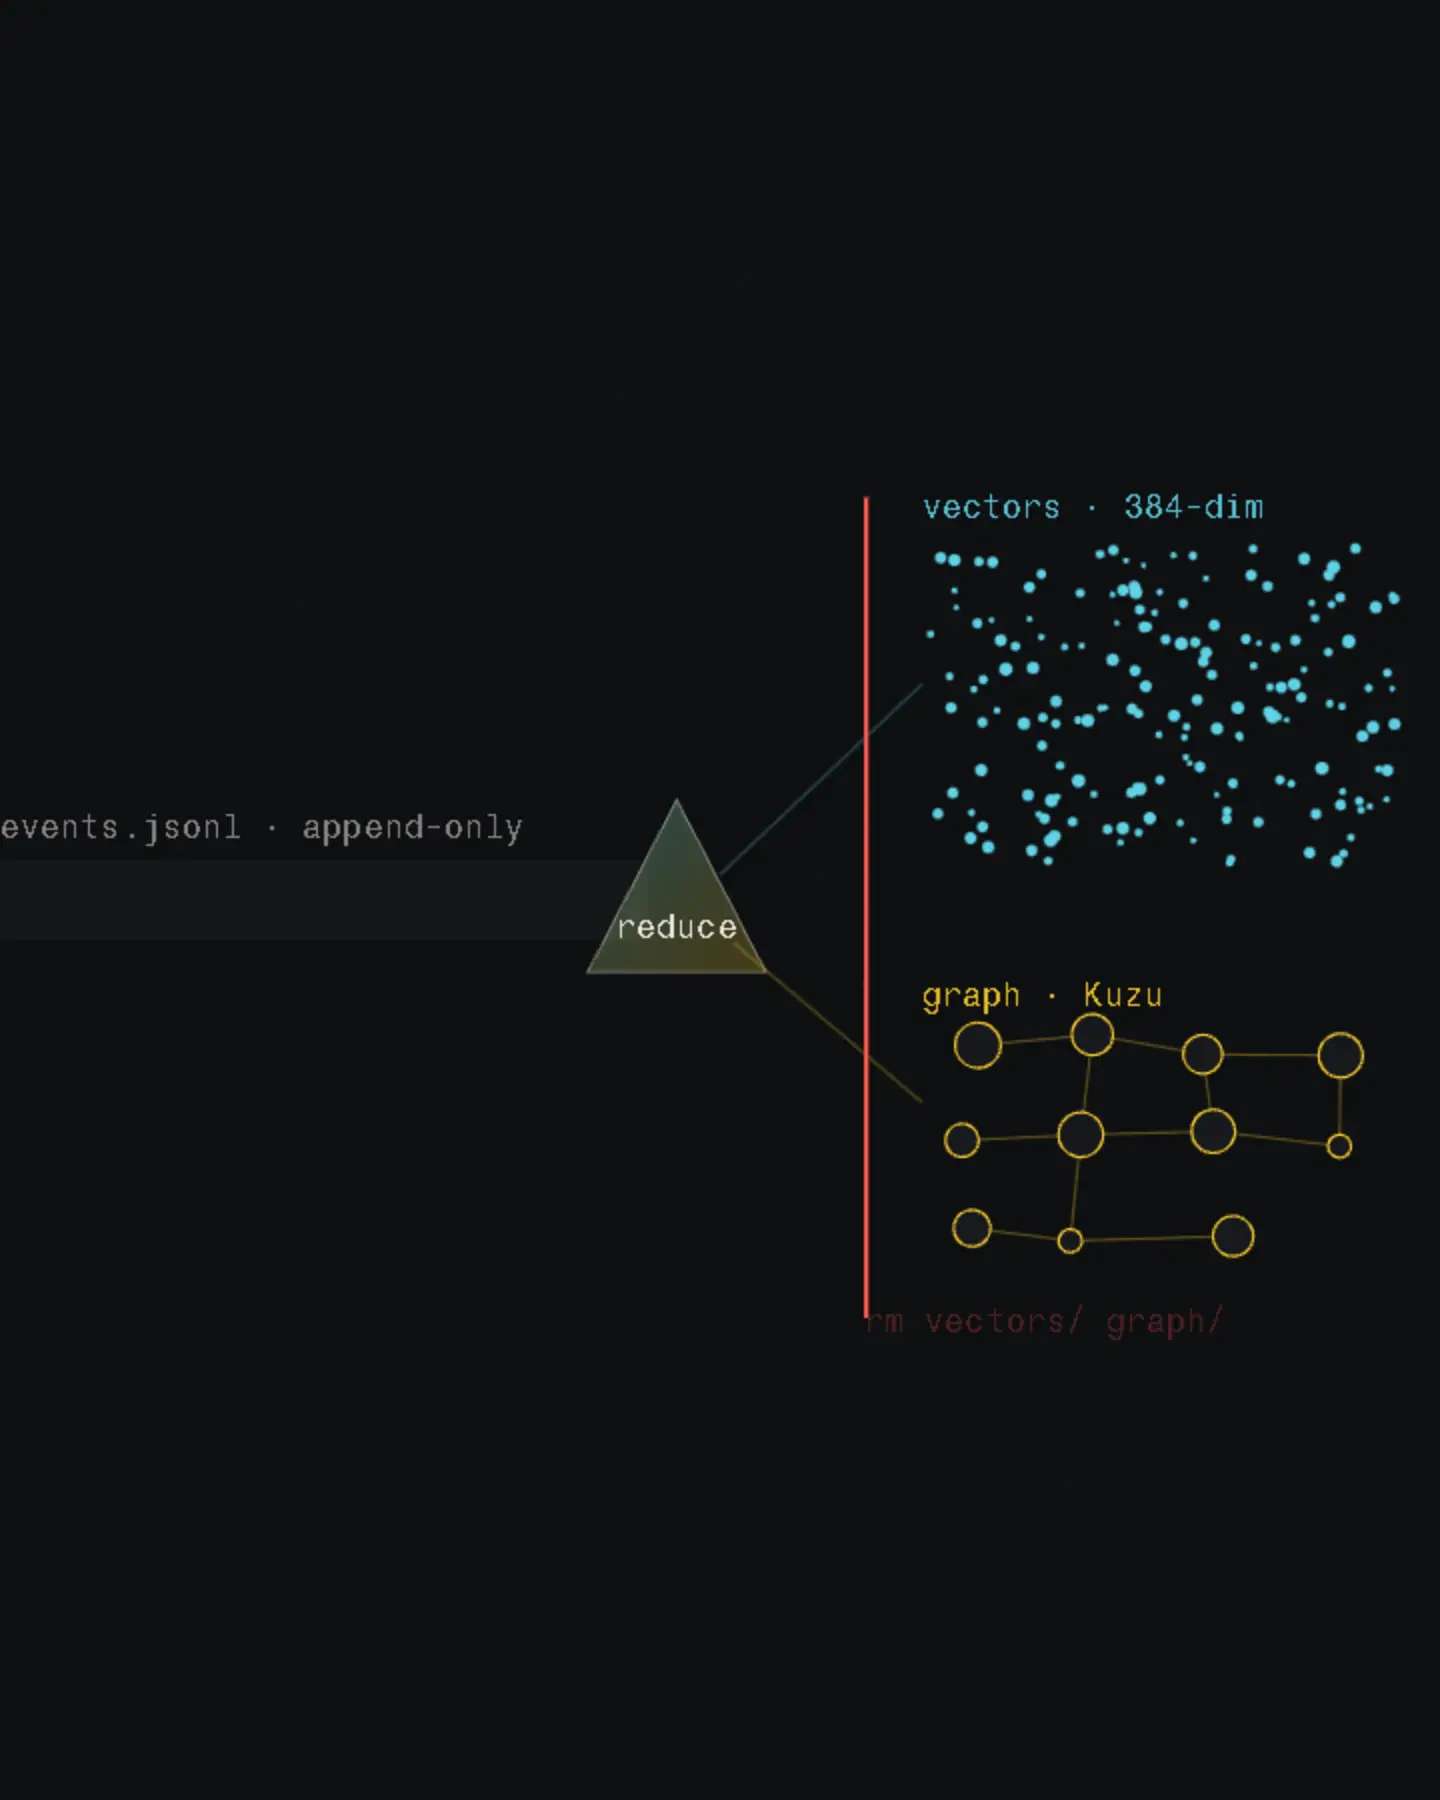 vectors · 384-dim
events.jsonl · append-only
reduce
graph · Kuzu
rm vectors/ graph/